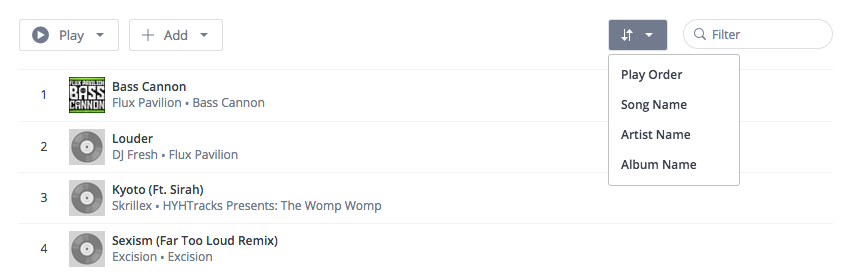 Play
Add
Filter
Play Order
Song Name
Artist Name
Album Name
1
FLUX PAVILION
BASS
CANNON
Bass Cannon
Flux Pavilion • Bass Cannon
2
Louder
DJ Fresh • Flux Pavilion
3
Kyoto (Ft. Sirah)
Skrillex • HYHTracks Presents: The Womp Womp
4
Sexism (Far Too Loud Remix)
Excision • Excision